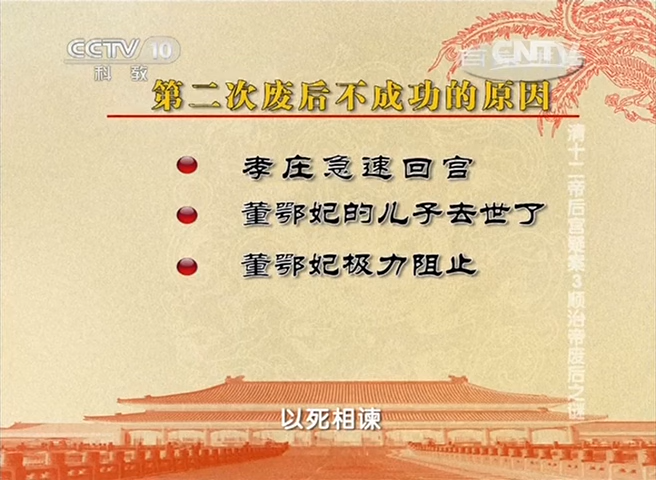 CCTV 10
科教
CNTV
第二次废后不成功的原因
孝庄急速回宫
董鄂妃的儿子去世了
董鄂妃极力阻止
清十二帝后宫疑案3顺治帝废后之谜
以死相谏